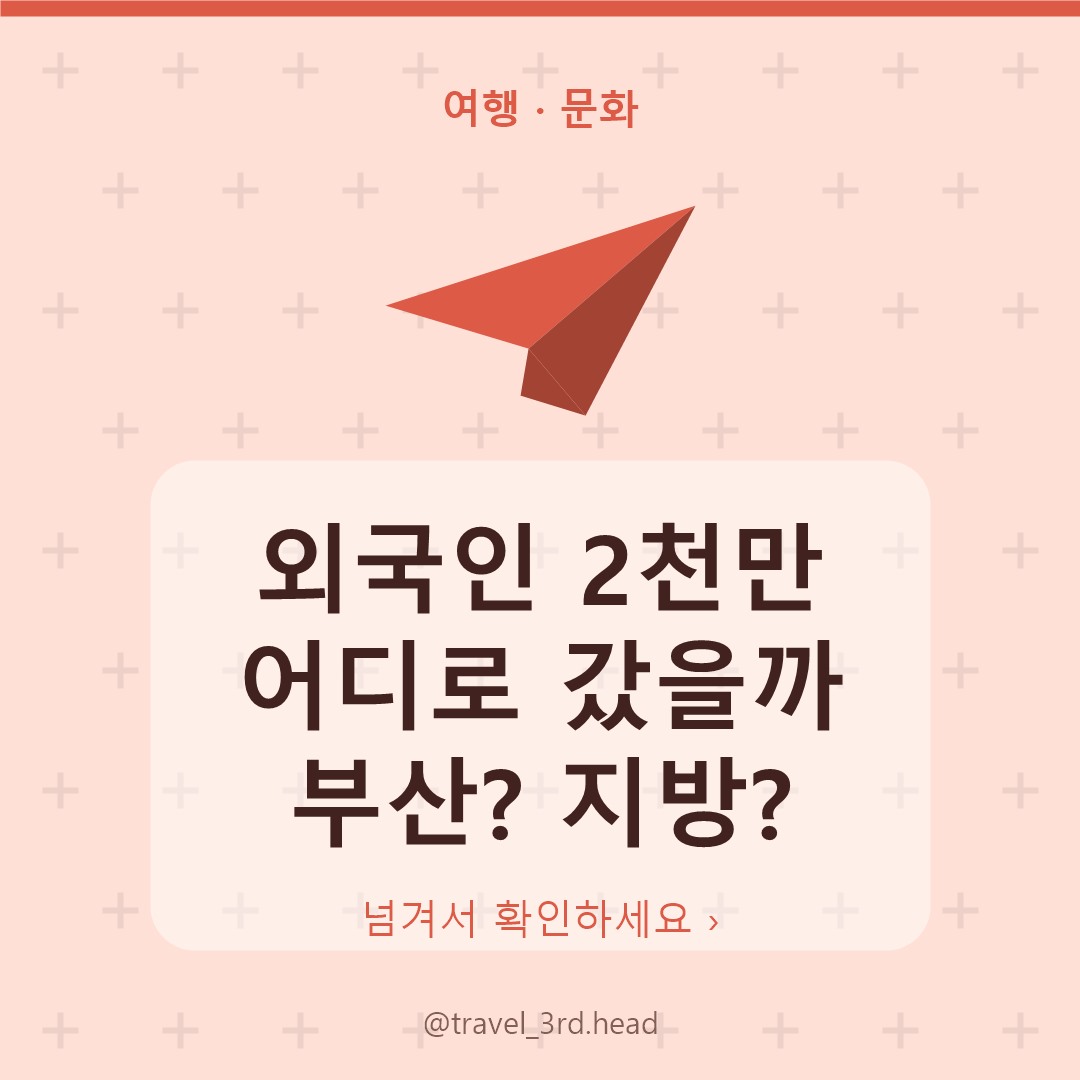 여행 · 문화
외국인 2천만
어디로 갔을까
부산? 지방?
넘겨서 확인하세요 ›
@travel_3rd.head